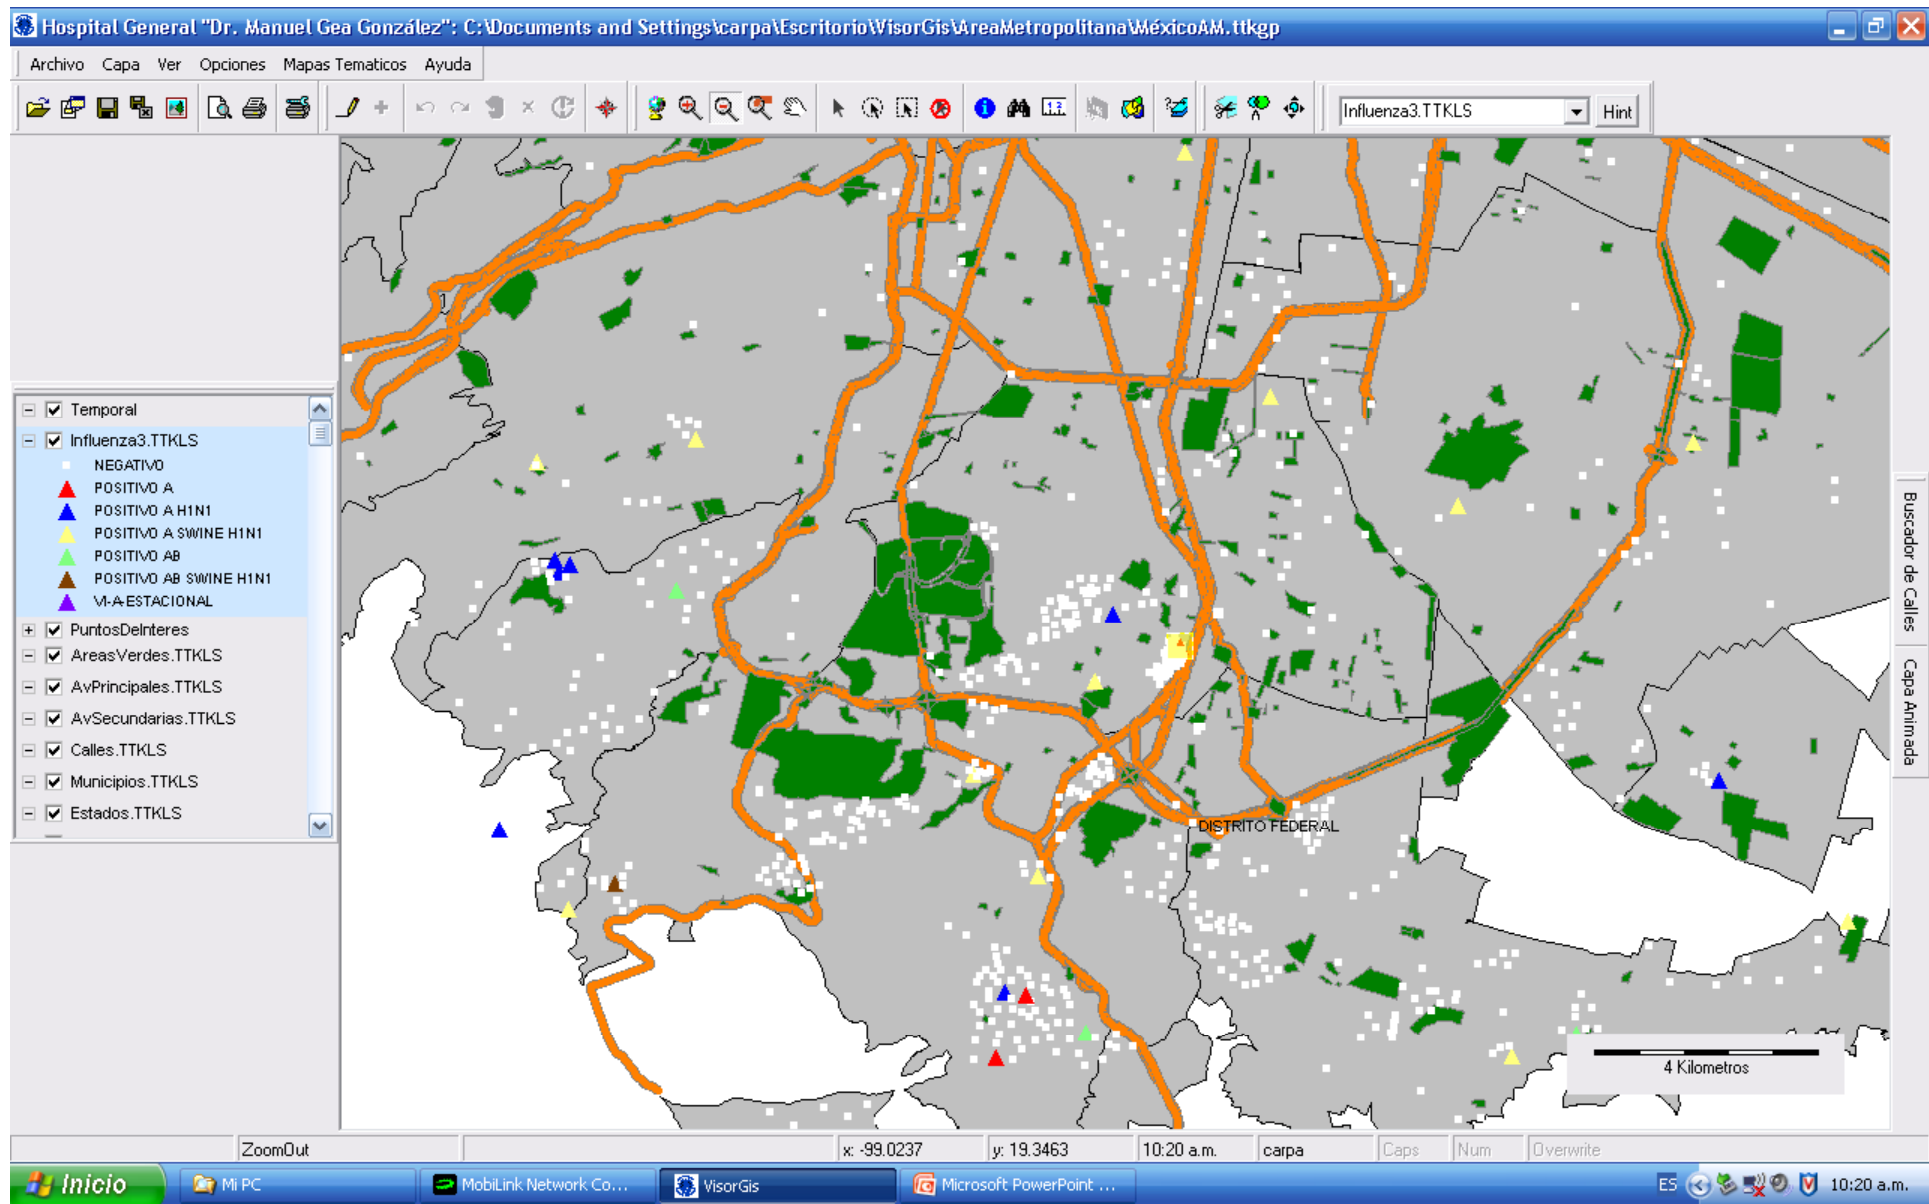 Hospital General "Dr. Manuel Gea González": C:\Documents and Settings\carpa\Escritorio\VisorGis\AreaMetropolitana\MéxicoAM.ttkgp
Archivo Capa Ver Opciones Mapas Tematicos Ayuda
Influenza3.TTKLS Hint
Temporal
Influenza3.TTKLS
NEGATIVO
POSITIVO A
POSITIVO A H1N1
POSITIVO A SWINE H1N1
POSITIVO AB
POSITIVO AB SWINE H1N1
VI-A-ESTACIONAL
PuntosDeInteres
AreasVerdes.TTKLS
AvPrincipales.TTKLS
AvSecundarias.TTKLS
Calles.TTKLS
Municipios.TTKLS
Estados.TTKLS
DISTRITO FEDERAL
4 Kilometros
Buscador de Calles
Capa Animada
ZoomOut x: -99.0237 y: 19.3463 10:20 a.m. carpa Caps Num Overwrite
Inicio Mi PC MobiLink Network Co... VisorGis Microsoft PowerPoint ... ES 10:20 a.m.